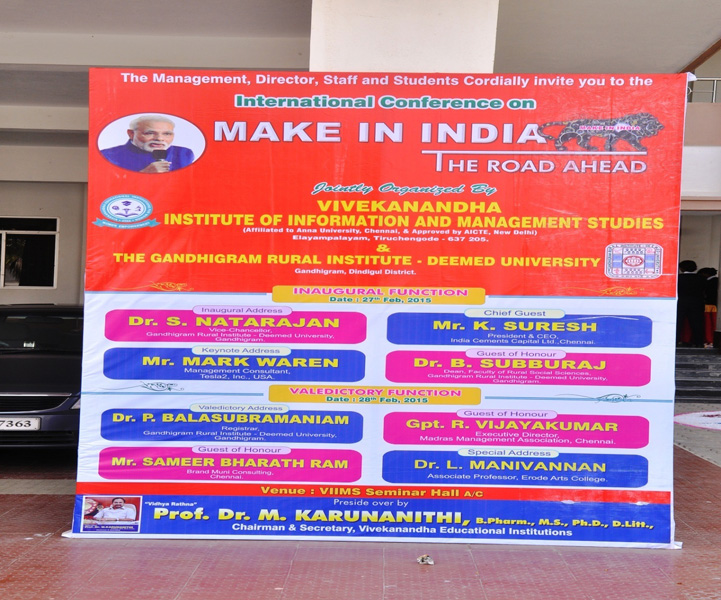 The Management, Director, Staff and Students Cordially invite you to the
International Conference on
MAKE IN INDIA
MAKE IN INDIA
THE ROAD AHEAD
Jointly Organized By
VIVEKANANDHA
INSTITUTE OF INFORMATION AND MANAGEMENT STUDIES
(Affiliated to Anna University, Chennai, & Approved by AICTE, New Delhi)
Elayampalayam, Tiruchengode - 637 205.
&
THE GANDHIGRAM RURAL INSTITUTE - DEEMED UNIVERSITY
Gandhigram, Dindigul District.
INAUGURAL FUNCTION
Date : 27th Feb, 2015
Inaugural Address
Dr. S. NATARAJAN
Vice-Chancellor,
Gandhigram Rural Institute - Deemed University,
Gandhigram.
Chief Guest
Mr. K. SURESH
President & CEO,
India Cements Capital Ltd., Chennai.
Keynote Address
Mr. MARK WAREN
Management Consultant,
Tesla2, Inc., USA.
Guest of Honour
Dr. B. SUBBURAJ
Dean, Faculty of Rural Social Sciences,
Gandhigram Rural Institute - Deemed University,
Gandhigram.
VALEDICTORY FUNCTION
Date : 28th Feb, 2015
Valedictory Address
Dr. P. BALASUBRAMANIAM
Registrar,
Gandhigram Rural Institute - Deemed University,
Gandhigram.
Guest of Honour
Gpt. R. VIJAYAKUMAR
Executive Director,
Madras Management Association, Chennai.
Guest of Honour
Mr. SAMEER BHARATH RAM
Brand Muni Consulting,
Chennai.
Special Address
Dr. L. MANIVANNAN
Associate Professor, Erode Arts College.
Venue : VIIMS Seminar Hall A/C
Preside over by
"Vidhya Rathna"
Prof. Dr. M. KARUNANITHI, B.Pharm., M.S., Ph.D., D.Litt.,
Chairman & Secretary, Vivekanandha Educational Institutions
7363